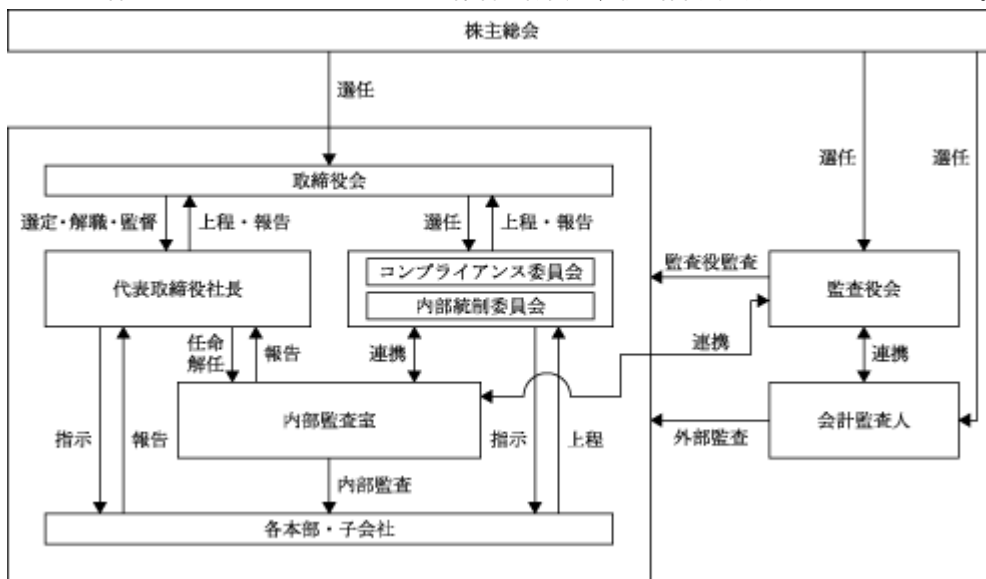 株主総会
選任
選任
選任
取締役会
選定・解職・監督
上程・報告
選任
上程・報告
代表取締役社長
コンプライアンス委員会
内部統制委員会
監査役監査
監査役会
任命
解任
報告
連携
連携
連携
内部監査室
会計監査人
指示
報告
指示
上程
外部監査
内部監査
各本部・子会社